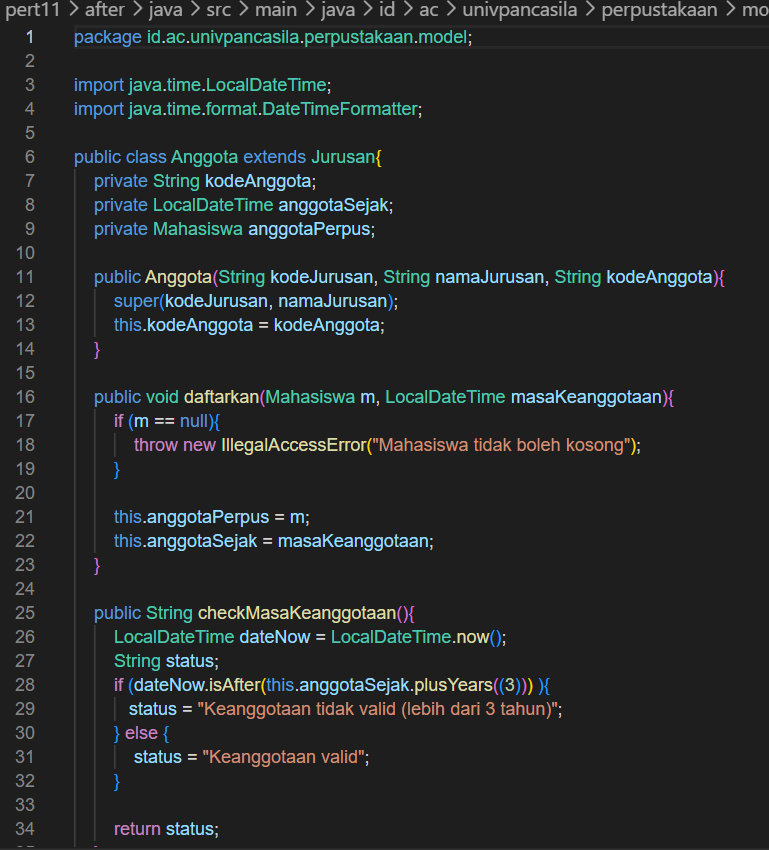 pert11 > after > java > src > main > java > id > ac > univpancasila > perpustakaan > mo
1 package id.ac.univpancasila.perpustakaan.model;
2
3 import java.time.LocalDateTime;
4 import java.time.format.DateTimeFormatter;
5
6 public class Anggota extends Jurusan{
7 private String kodeAnggota;
8 private LocalDateTime anggotaSejak;
9 private Mahasiswa anggotaPerpus;
10
11 public Anggota(String kodeJurusan, String namaJurusan, String kodeAnggota){
12 super(kodeJurusan, namaJurusan);
13 this.kodeAnggota = kodeAnggota;
14 }
15
16 public void daftarkan(Mahasiswa m, LocalDateTime masaKeanggotaan){
17 if (m == null){
18 throw new IllegalAccessError("Mahasiswa tidak boleh kosong");
19 }
20
21 this.anggotaPerpus = m;
22 this.anggotaSejak = masaKeanggotaan;
23 }
24
25 public String checkMasaKeanggotaan(){
26 LocalDateTime dateNow = LocalDateTime.now();
27 String status;
28 if (dateNow.isAfter(this.anggotaSejak.plusYears((3))) ){
29 status = "Keanggotaan tidak valid (lebih dari 3 tahun)";
30 } else {
31 status = "Keanggotaan valid";
32 }
33
34 return status;